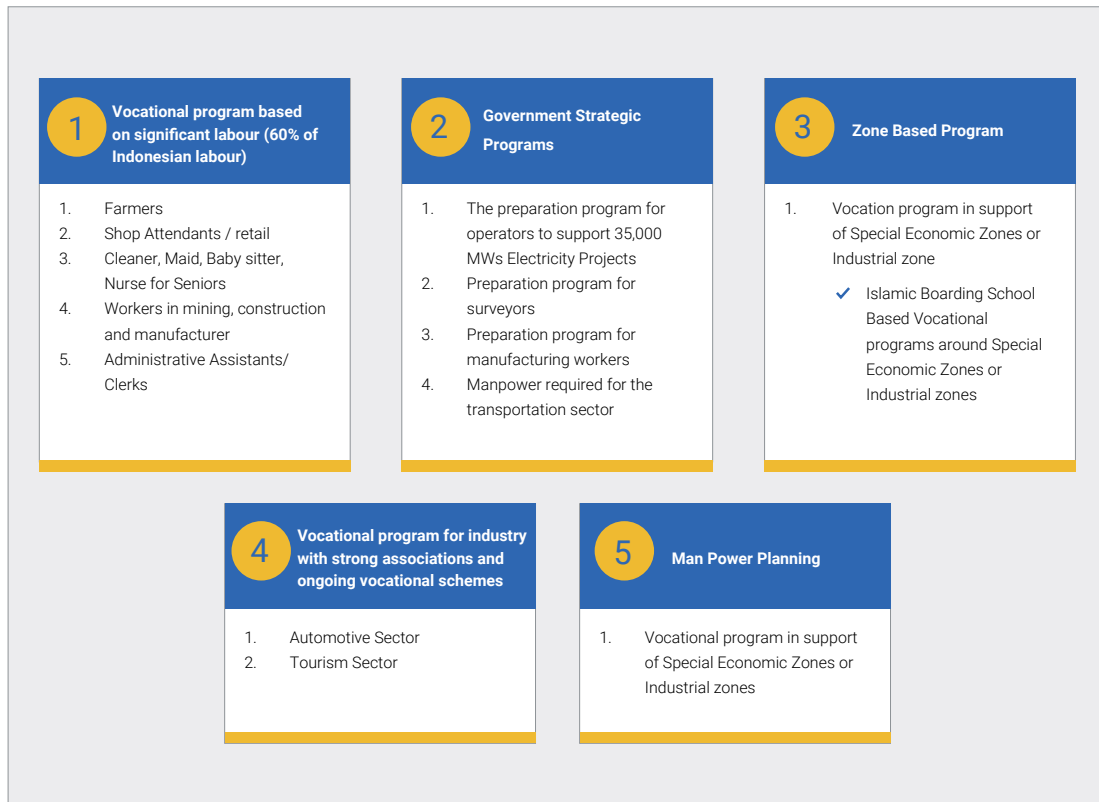 1
Vocational program based
on significant labour (60% of
Indonesian labour)
1. Farmers
2. Shop Attendants / retail
3. Cleaner, Maid, Baby sitter,
Nurse for Seniors
4. Workers in mining, construction
and manufacturer
5. Administrative Assistants/
Clerks
2
Government Strategic
Programs
1. The preparation program for
operators to support 35,000
MWs Electricity Projects
2. Preparation program for
surveyors
3. Preparation program for
manufacturing workers
4. Manpower required for the
transportation sector
3
Zone Based Program
1. Vocation program in support
of Special Economic Zones or
Industrial zone
✓ Islamic Boarding School
Based Vocational
programs around Special
Economic Zones or
Industrial zones
4
Vocational program for industry
with strong associations and
ongoing vocational schemes
1. Automotive Sector
2. Tourism Sector
5
Man Power Planning
1. Vocational program in support
of Special Economic Zones or
Industrial zones